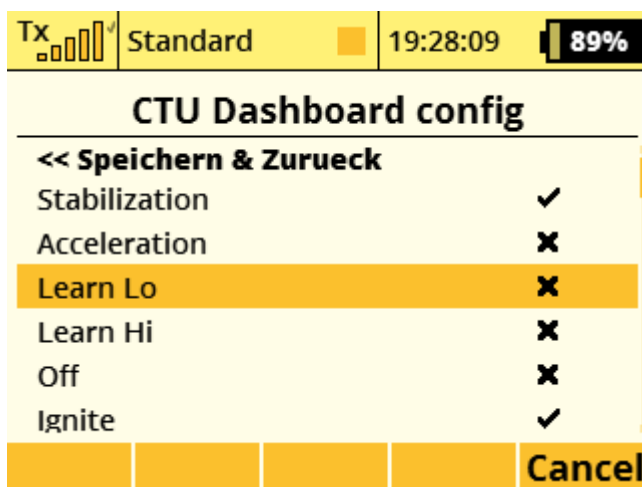 Tx Standard 19:28:09 89%
CTU Dashboard config
<< Speichern & Zurueck
Stabilization
Acceleration
Learn Lo
Learn Hi
Off
Ignite
Cancel